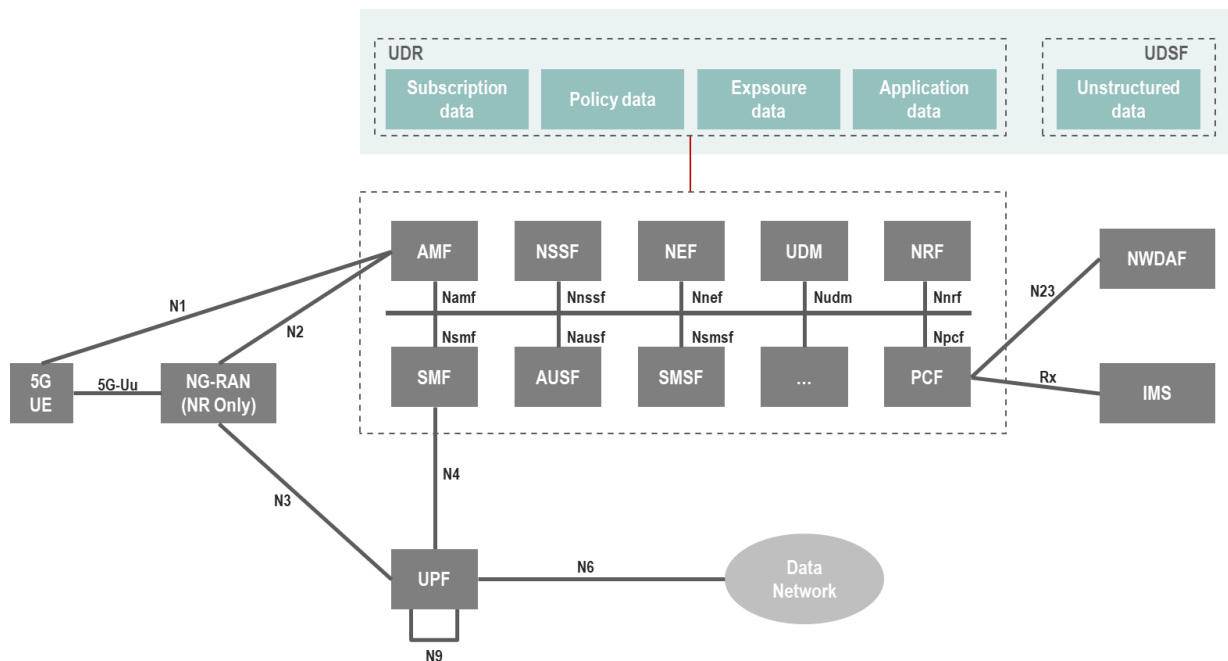 UDR
UDSF
Subscription
data
Policy data
Expsoure
data
Application
data
Unstructured
data
AMF
NSSF
NEF
UDM
NRF
NWDAF
N1
N2
Namf
Nnssf
Nnef
Nudm
Nnrf
N23
Nsmf
Nausf
Nsmsf
Npcf
5G
UE
5G-Uu
NG-RAN
(NR Only)
SMF
AUSF
SMSF
...
PCF
Rx
IMS
N3
N4
UPF
N6
Data
Network
N9